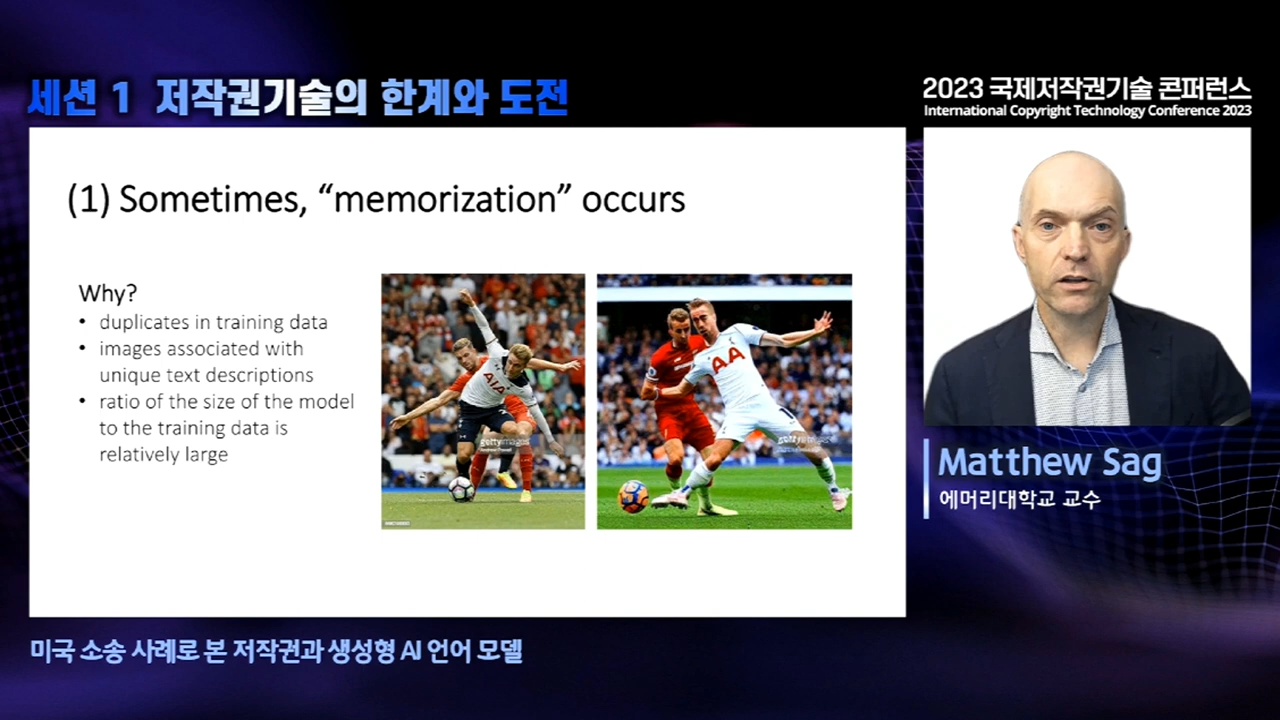 세션 1 저작권기술의 한계와 도전
2023 국제저작권기술 콘퍼런스
International Copyright Technology Conference 2023
(1) Sometimes, “memorization” occurs
Why?
• duplicates in training data
• images associated with
unique text descriptions
• ratio of the size of the model
to the training data is
relatively large
AIA
gettyimages
AA
gettyimages
Matthew Sag
에머리대학교 교수
미국 소송 사례로 본 저작권과 생성형 AI 언어 모델